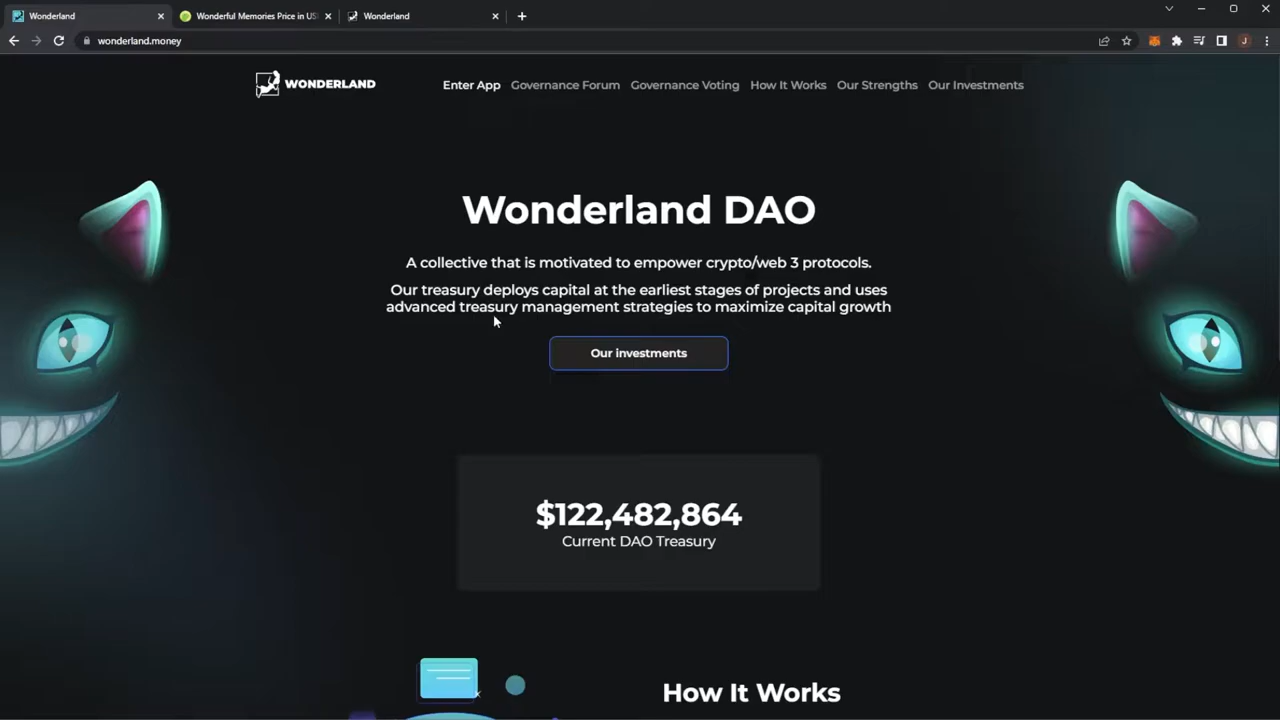 Wonderland
Wonderful Memories Price in US
Wonderland
wonderland.money
J
WONDERLAND
Enter App
Governance Forum
Governance Voting
How It Works
Our Strengths
Our Investments
Wonderland DAO
A collective that is motivated to empower crypto/web 3 protocols.
Our treasury deploys capital at the earliest stages of projects and uses
advanced treasury management strategies to maximize capital growth
Our investments
$122,482,864
Current DAO Treasury
How It Works